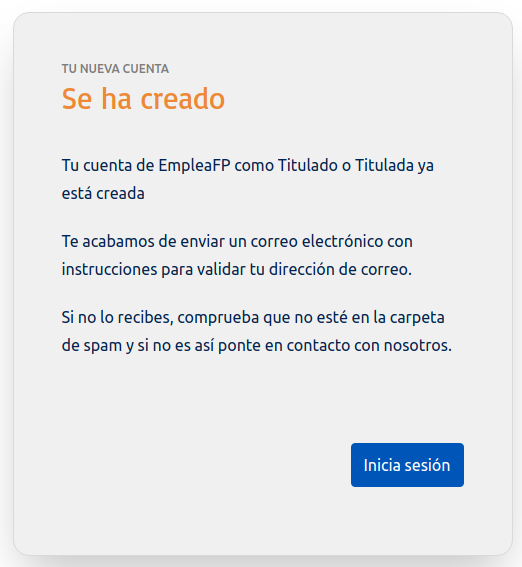 TU NUEVA CUENTA
Se ha creado
Tu cuenta de EmpleaFP como Titulado o Titulada ya
está creada
Te acabamos de enviar un correo electrónico con
instrucciones para validar tu dirección de correo.
Si no lo recibes, comprueba que no esté en la carpeta
de spam y si no es así ponte en contacto con nosotros.
Inicia sesión